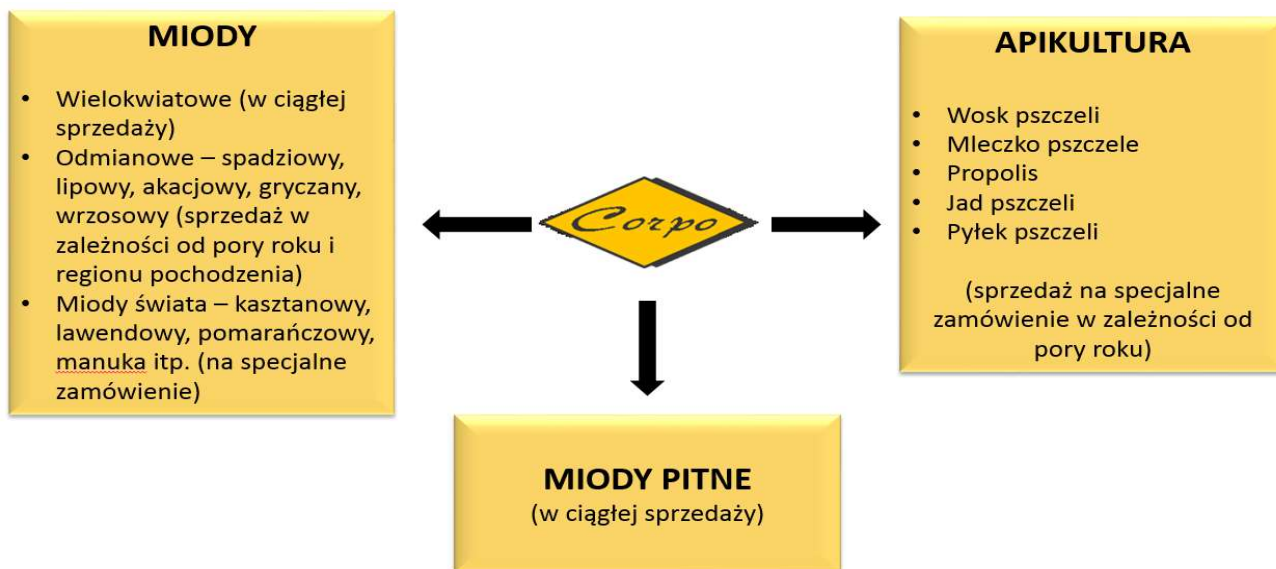 MIODY
• Wielokwiatowe (w ciągłej
sprzedaży)
• Odmianowe – spadziowy,
lipowy, akacjowy, gryczany,
wrzosowy (sprzedaż w
zależności od pory roku i
regionu pochodzenia)
• Miody świata – kasztanowy,
lawendowy, pomarańczowy,
manuka itp. (na specjalne
zamówienie)
Corpo
APIKULTURA
• Wosk pszczeli
• Mleczko pszczele
• Propolis
• Jad pszczeli
• Pyłek pszczeli
(sprzedaż na specjalne
zamówienie w zależności od
pory roku)
MIODY PITNE
(w ciągłej sprzedaży)